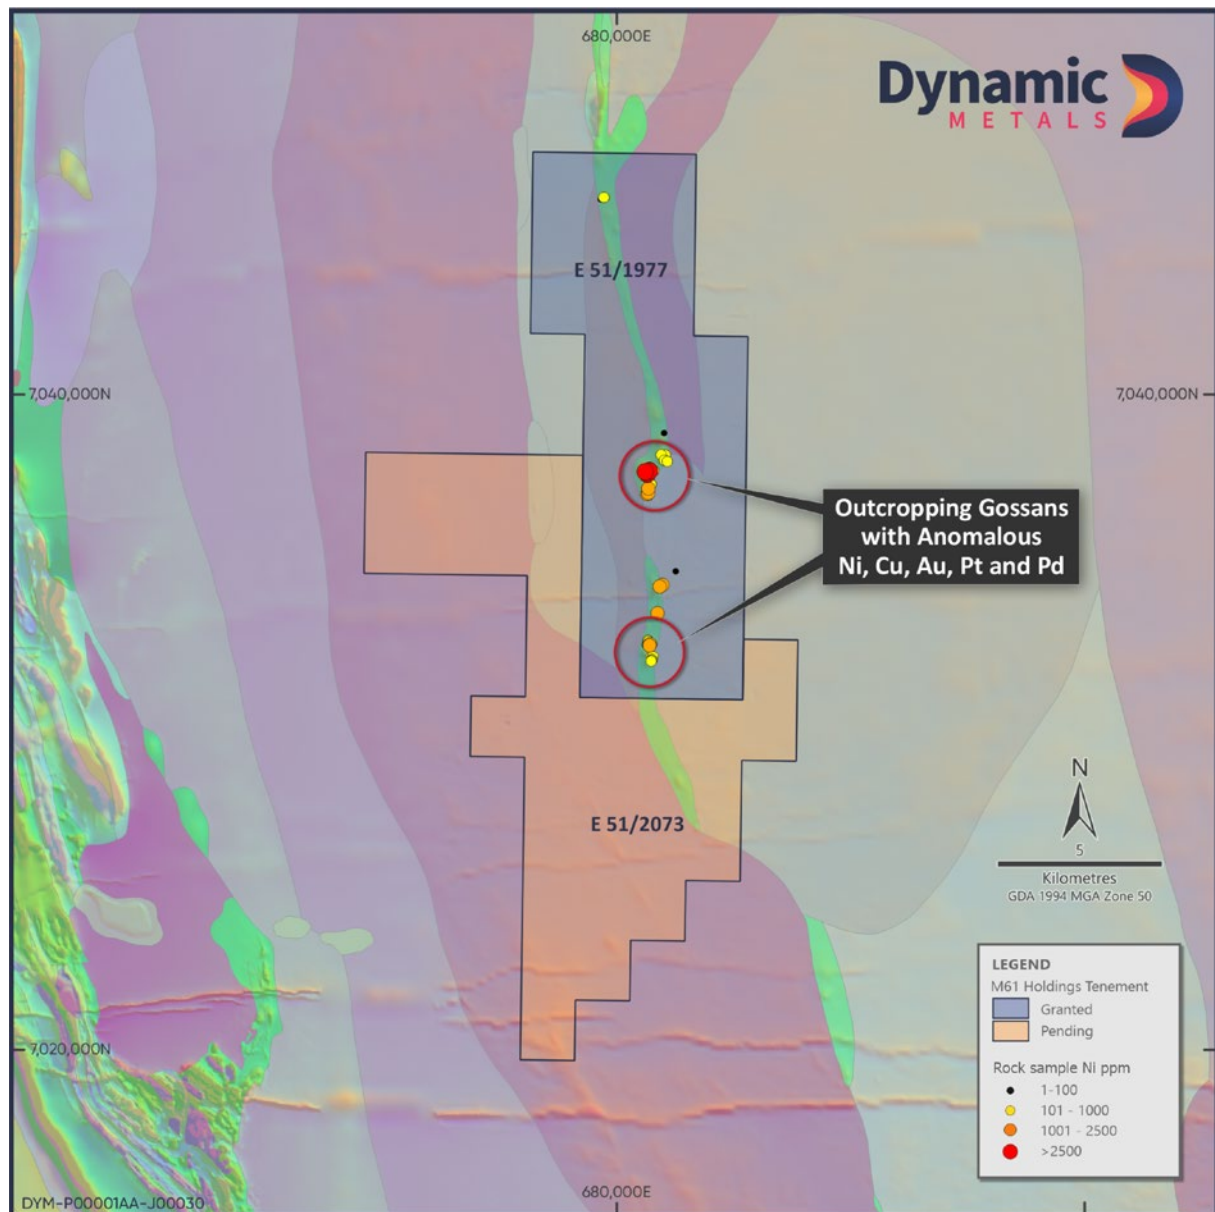 680,000E
Dynamic
METALS
E 51/1977
7,040,000N
7,040,000N
Outcropping Gossans
with Anomalous
Ni, Cu, Au, Pt and Pd
E 51/2073
N
5
Kilometres
GDA 1994 MGA Zone 50
LEGEND
M61 Holdings Tenement
Granted
Pending
7,020,000N
Rock sample Ni ppm
1-100
101 - 1000
1001 - 2500
>2500
680,000E
DYM-P00001AA-J00030